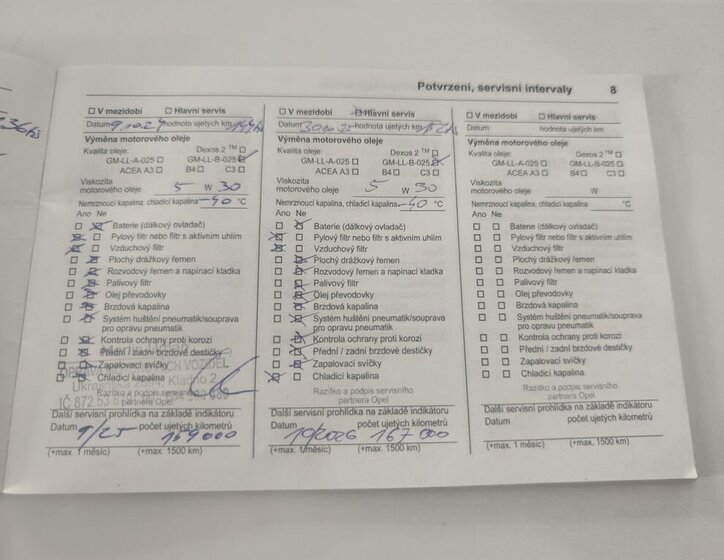 Potvrzení, servisní intervaly 8
V mezidobí Hlavní servis
Datum 9.10.24 hodnota ujetých km
Výměna motorového oleje
Kvalita oleje: Dexos 2 ™
GM-LL-A-025 GM-LL-B-025
ACEA A3 B4 C3
Viskozita
motorového oleje 5 W 30
Nemrznoucí kapalina, chladicí kapalina -40 °C
Ano Ne
Baterie (dálkový ovladač)
Pylový filtr nebo filtr s aktivním uhlím
Vzduchový filtr
Plochý drážkový řemen
Rozvodový řemen a napínací kladka
Palivový filtr
Olej převodovky
Brzdová kapalina
Systém huštění pneumatik/souprava
pro opravu pneumatik
Kontrola ochrany proti korozi
Přední / zadní brzdové destičky
Zapalovací svíčky
Chladicí kapalina
Razítko a podpis servisního
partnera Opel
Další servisní prohlídka na základě indikátoru
Datum 9/25 počet ujetých kilometrů 159 000
(+max. 1 měsíc) (+max. 1500 km)
V mezidobí Hlavní servis
Datum 30.10.25 hodnota ujetých km
Výměna motorového oleje
Kvalita oleje: Dexos 2 ™
GM-LL-A-025 GM-LL-B-025
ACEA A3 B4 C3
Viskozita
motorového oleje 5 W 30
Nemrznoucí kapalina, chladicí kapalina -40 °C
Ano Ne
Baterie (dálkový ovladač)
Pylový filtr nebo filtr s aktivním uhlím
Vzduchový filtr
Plochý drážkový řemen
Rozvodový řemen a napínací kladka
Palivový filtr
Olej převodovky
Brzdová kapalina
Systém huštění pneumatik/souprava
pro opravu pneumatik
Kontrola ochrany proti korozi
Přední / zadní brzdové destičky
Zapalovací svíčky
Chladicí kapalina
Razítko a podpis servisního
partnera Opel
Další servisní prohlídka na základě indikátoru
Datum 10/2026 počet ujetých kilometrů 167 000
(+max. 1 měsíc) (+max. 1500 km)
V mezidobí Hlavní servis
Datum hodnota ujetých km
Výměna motorového oleje
Kvalita oleje: Dexos 2 ™
GM-LL-A-025 GM-LL-B-025
ACEA A3 B4 C3
Viskozita
motorového oleje W
Nemrznoucí kapalina, chladicí kapalina °C
Ano Ne
Baterie (dálkový ovladač)
Pylový filtr nebo filtr s aktivním uhlím
Vzduchový filtr
Plochý drážkový řemen
Rozvodový řemen a napínací kladka
Palivový filtr
Olej převodovky
Brzdová kapalina
Systém huštění pneumatik/souprava
pro opravu pneumatik
Kontrola ochrany proti korozi
Přední / zadní brzdové destičky
Zapalovací svíčky
Chladicí kapalina
Razítko a podpis servisního
partnera Opel
Další servisní prohlídka na základě indikátoru
Datum počet ujetých kilometrů
(+max. 1 měsíc) (+max. 1500 km)